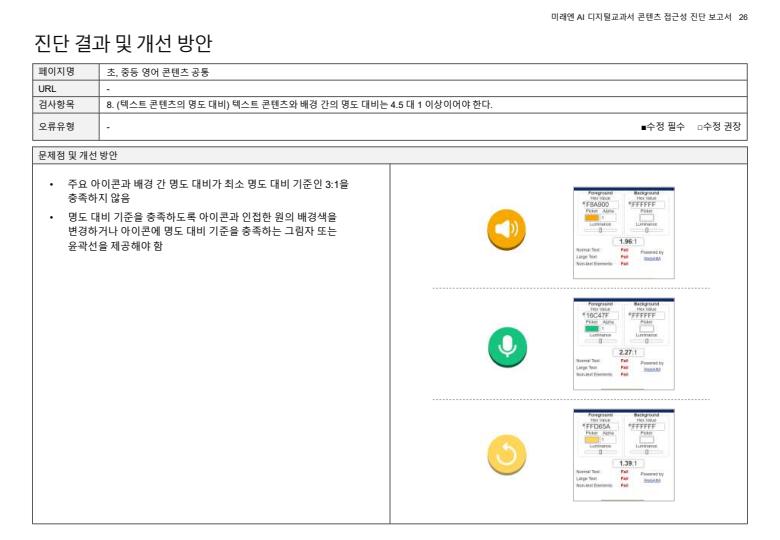 미래엔 AI 디지털교과서 콘텐츠 접근성 진단 보고서 26
진단 결과 및 개선 방안
페이지명 초, 중등 영어 콘텐츠 공통
URL -
검사항목 8. (텍스트 콘텐츠의 명도 대비) 텍스트 콘텐츠와 배경 간의 명도 대비는 4.5 대 1 이상이어야 한다.
오류유형 - ■수정 필수 □수정 권장
문제점 및 개선 방안
• 주요 아이콘과 배경 간 명도 대비가 최소 명도 대비 기준인 3:1을
충족하지 않음
• 명도 대비 기준을 충족하도록 아이콘과 인접한 원의 배경색을
변경하거나 아이콘에 명도 대비 기준을 충족하는 그림자 또는
윤곽선을 제공해야 함
Foreground Background
Hex Value Hex Value
#F8A900 #FFFFFF
Picker Alpha Picker
1
Luminance Luminance
1.96:1
Normal Text: Fail
Large Text: Fail
Non-text Elements: Fail
Powered by
WebAIM
Foreground Background
Hex Value Hex Value
#16C47F #FFFFFF
Picker Alpha Picker
1
Luminance Luminance
2.27:1
Normal Text: Fail
Large Text: Fail
Non-text Elements: Fail
Powered by
WebAIM
Foreground Background
Hex Value Hex Value
#FFD65A #FFFFFF
Picker Alpha Picker
1
Luminance Luminance
1.39:1
Normal Text: Fail
Large Text: Fail
Non-text Elements: Fail
Powered by
WebAIM